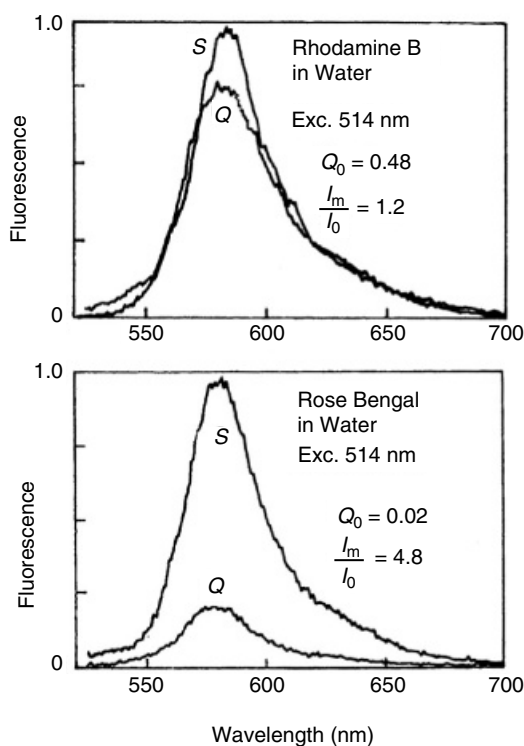 1.0
S
Rhodamine B
in Water
Q
Exc. 514 nm
Q0 = 0.48
Im/I0 = 1.2
Fluorescence
0
550 600 650 700
1.0
Rose Bengal
in Water
S
Exc. 514 nm
Q0 = 0.02
Im/I0 = 4.8
Fluorescence
Q
0
550 600 650 700
Wavelength (nm)